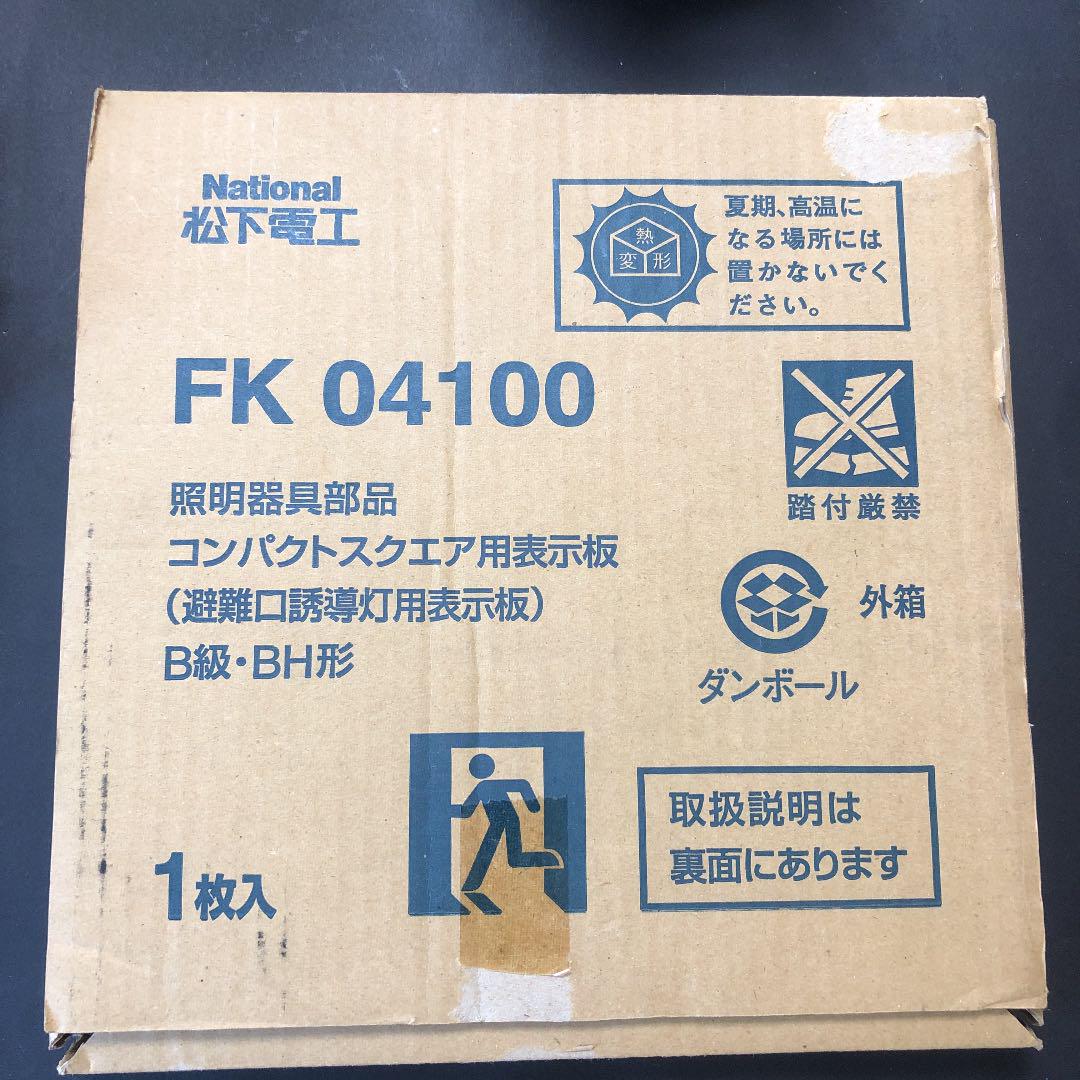 National
松下電工
夏期、高温に
なる場所には
置かないでく
ださい。
熱
変形
FK 04100
踏付厳禁
照明器具部品
コンパクトスクエア用表示板
(避難口誘導灯用表示板)
B級・BH形
外箱
ダンボール
取扱説明は
裏面にあります
1枚入